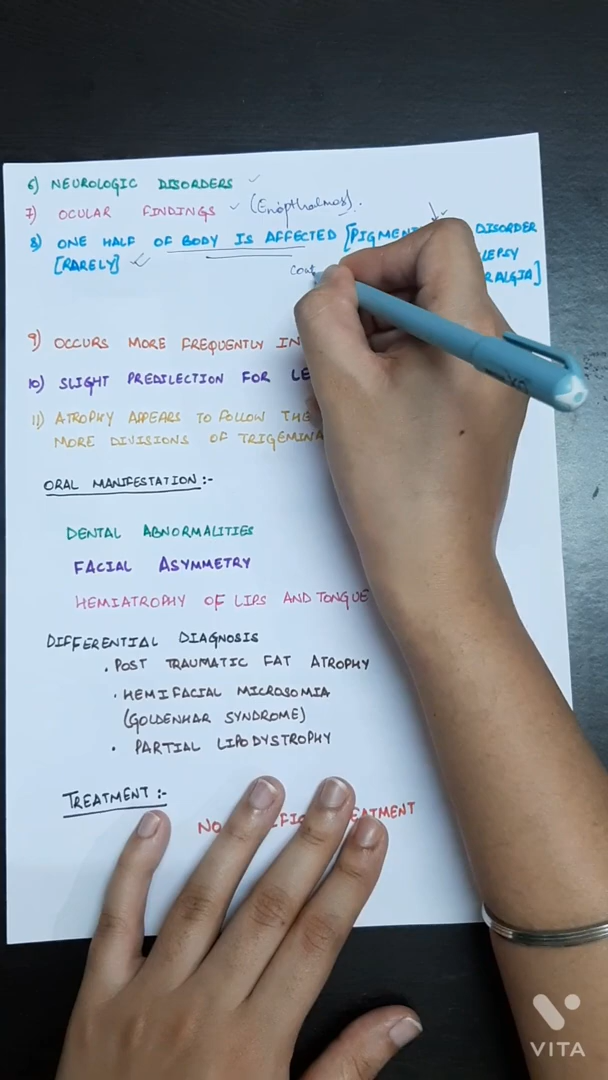 6) NEUROLOGIC DISORDERS
7) OCULAR FINDINGS (Enopthalmos).
8) ONE HALF OF BODY IS AFFECTED [PIGMENT DISORDER
[RARELY]
9) OCCURS MORE FREQUENTLY IN
10) SLIGHT PREDILECTION FOR LE
11) ATROPHY APPEARS TO FOLLOW THE
MORE DIVISIONS OF TRIGEMINA
ORAL MANIFESTATION :-
DENTAL ABNORMALITIES
FACIAL ASYMMETRY
HEMIATROPHY OF LIPS AND TONGUE
DIFFERENTIAL DIAGNOSIS
. POST TRAUMATIC FAT ATROPHY
. HEMIFACIAL MICROSOMIA
(GOLDENHAR SYNDROME)
. PARTIAL LIPODYSTROPHY
TREATMENT :-
NO TREATMENT
VITA